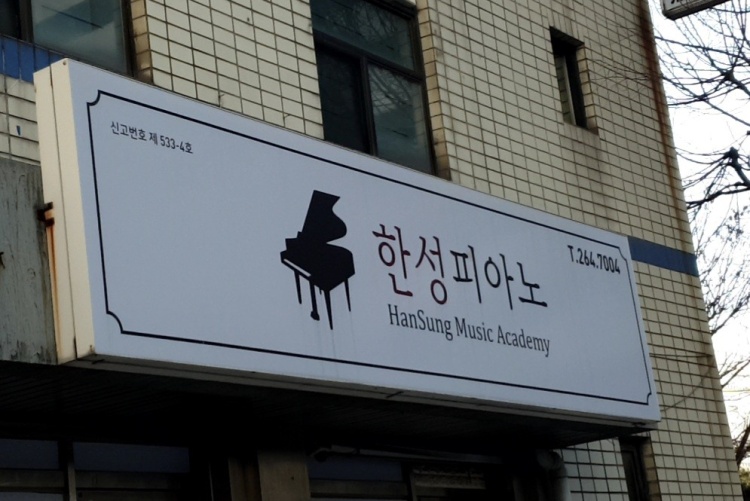 신고번호 제 533-4호
한성피아노
T.264.7004
HanSung Music Academy